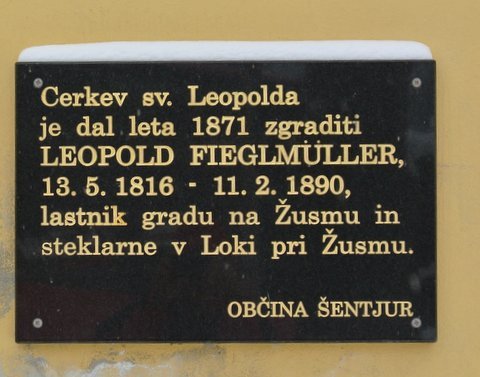 Cerkev sv. Leopolda
je dal leta 1871 zgraditi
LEOPOLD FIEGLMÜLLER,
13. 5. 1816 - 11. 2. 1890,
lastnik gradu na Žusmu in
steklarne v Loki pri Žusmu.
OBČINA ŠENTJUR